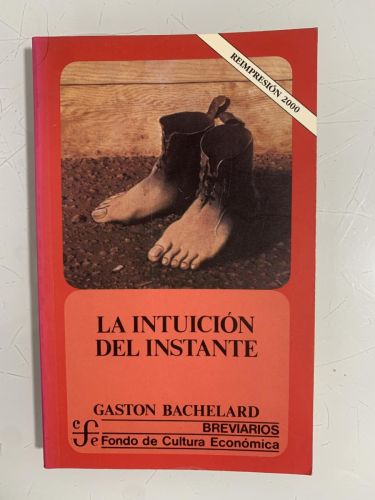 REIMPRESIÓN 2000
LA INTUICIÓN
DEL INSTANTE
GASTON BACHELARD
BREVIARIOS
cfe Fondo de Cultura Económica